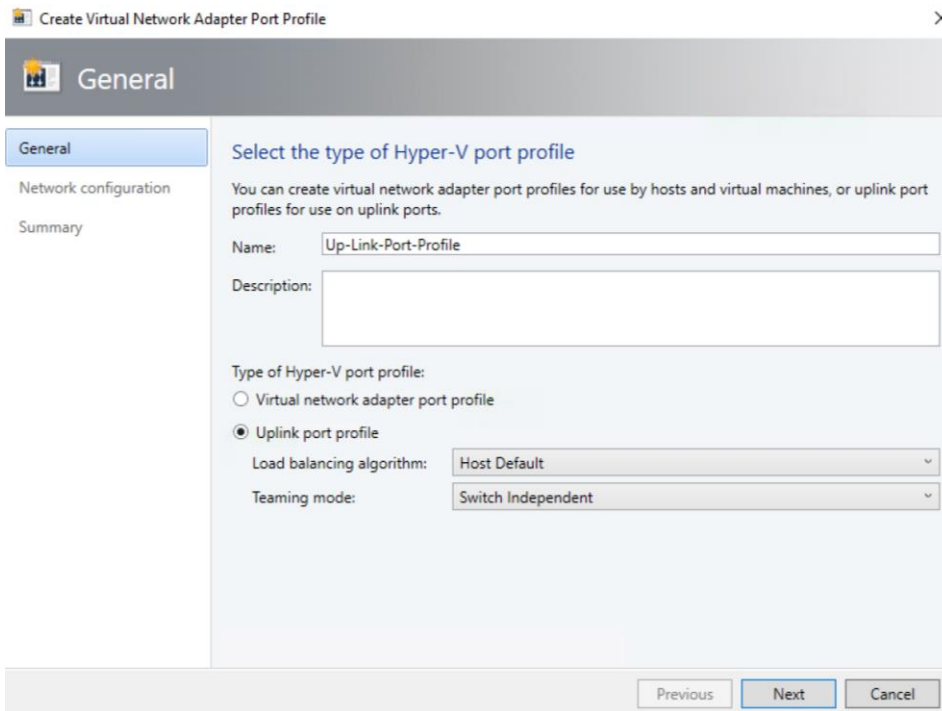 Create Virtual Network Adapter Port Profile
General
General
Network configuration
Summary
Select the type of Hyper-V port profile
You can create virtual network adapter port profiles for use by hosts and virtual machines, or uplink port
profiles for use on uplink ports.
Name: Up-Link-Port-Profile
Description:
Type of Hyper-V port profile:
Virtual network adapter port profile
Uplink port profile
Load balancing algorithm: Host Default
Teaming mode: Switch Independent
Previous Next Cancel